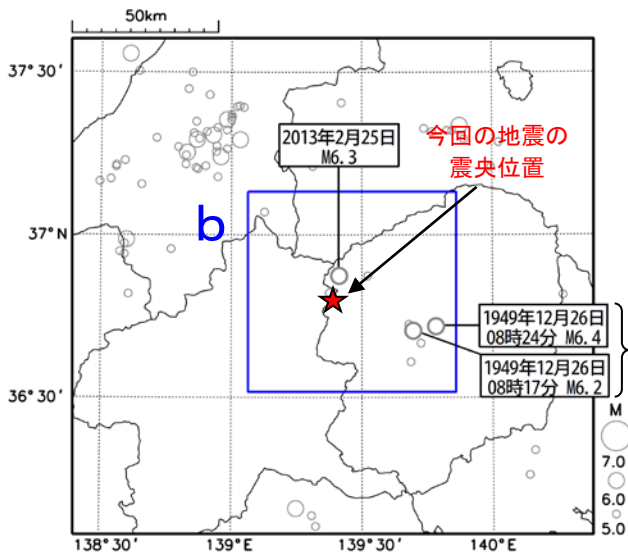 50km
37°30′
2013年2月25日
M6.3
今回の地震の
震央位置
b
37°N
1949年12月26日
08時24分 M6.4
1949年12月26日
08時17分 M6.2
36°30′
M
7.0
6.0
5.0
138°30′
139°E
139°30′
140°E